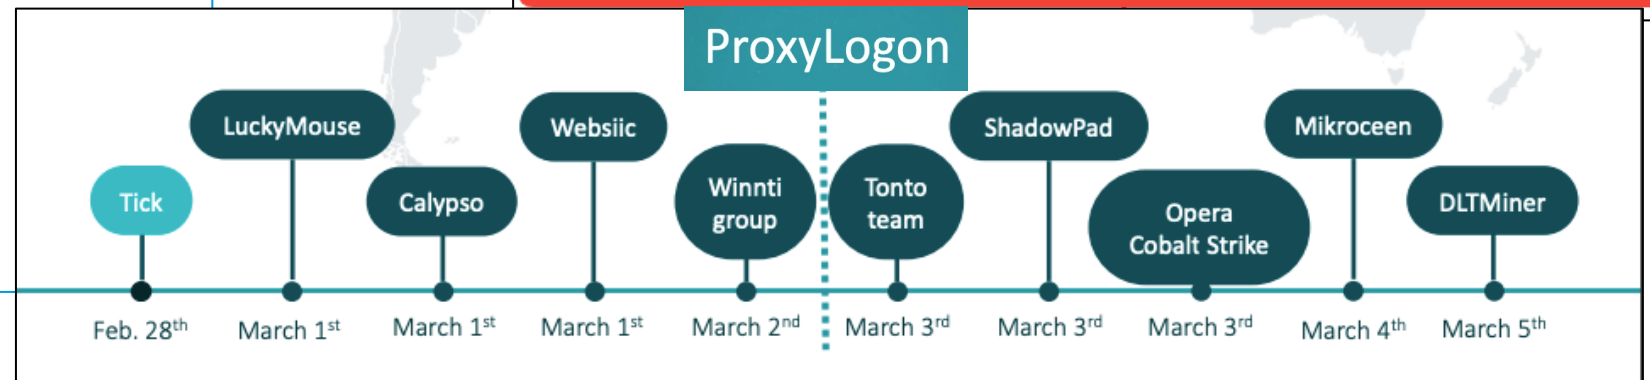 ProxyLogon
LuckyMouse
Websiic
ShadowPad
Mikroceen
Tick
Calypso
Winnti
group
Tonto
team
Opera
Cobalt Strike
DLTMiner
Feb. 28th
March 1st
March 1st
March 1st
March 2nd
March 3rd
March 3rd
March 3rd
March 4th
March 5th